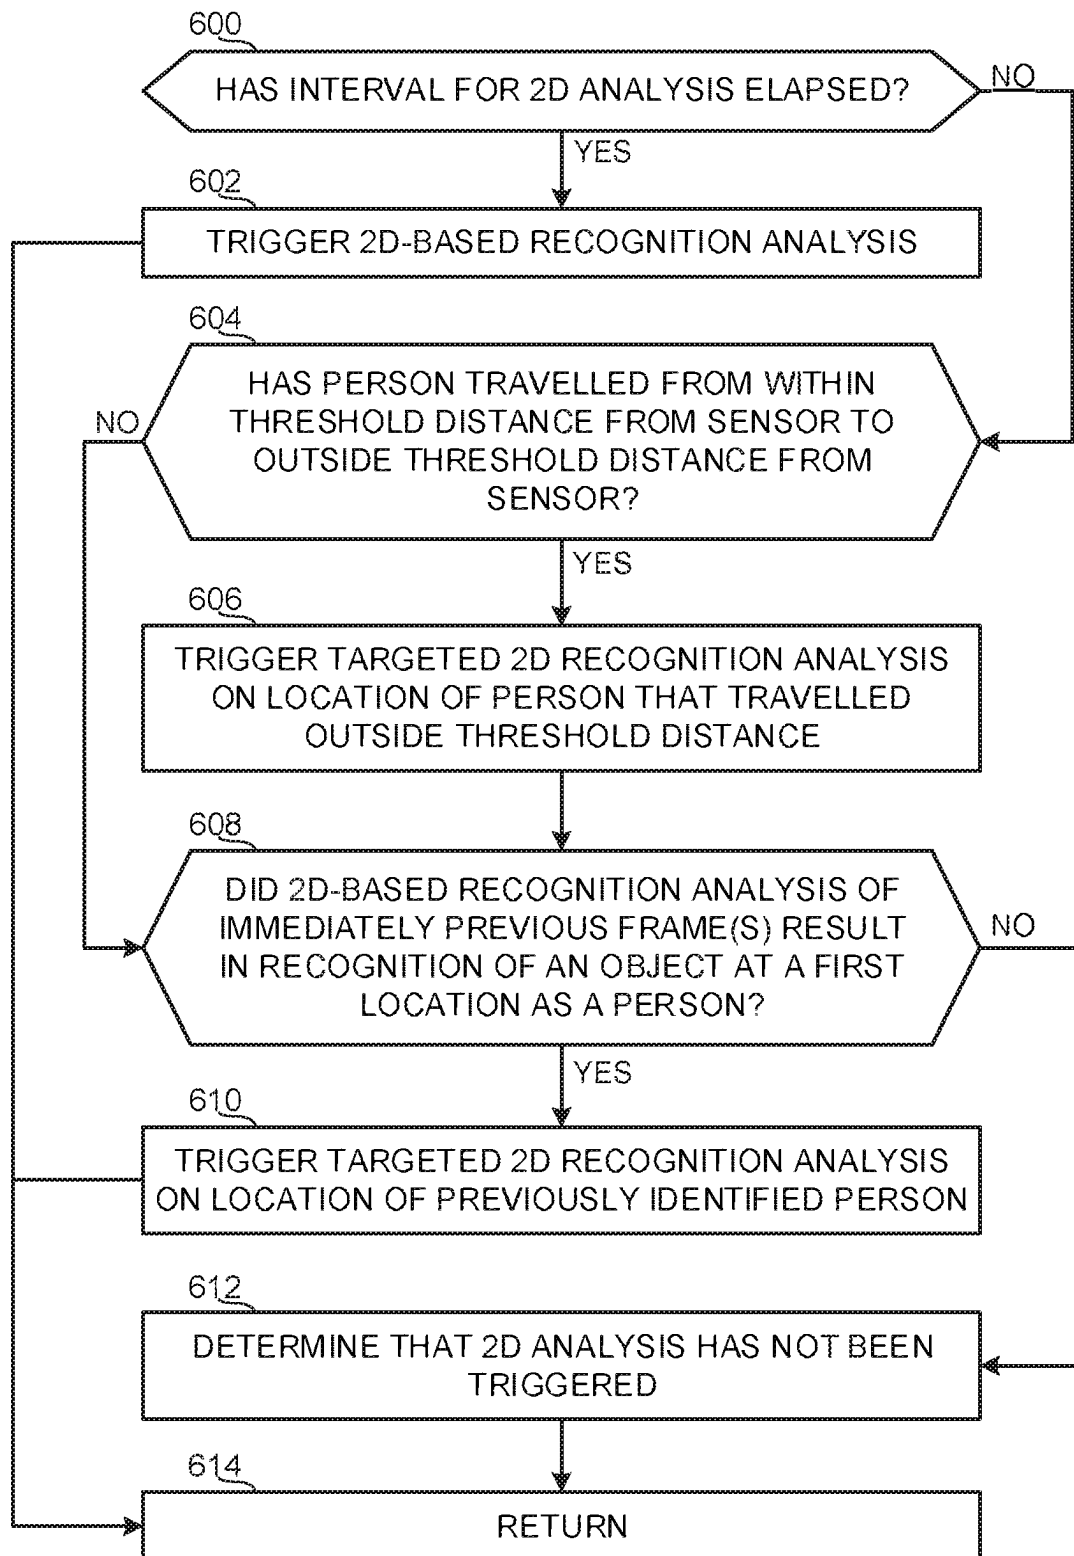 600
HAS INTERVAL FOR 2D ANALYSIS ELAPSED?
NO
YES
602
TRIGGER 2D-BASED RECOGNITION ANALYSIS
604
HAS PERSON TRAVELLED FROM WITHIN
THRESHOLD DISTANCE FROM SENSOR TO
OUTSIDE THRESHOLD DISTANCE FROM
SENSOR?
NO
YES
606
TRIGGER TARGETED 2D RECOGNITION ANALYSIS
ON LOCATION OF PERSON THAT TRAVELLED
OUTSIDE THRESHOLD DISTANCE
608
DID 2D-BASED RECOGNITION ANALYSIS OF
IMMEDIATELY PREVIOUS FRAME(S) RESULT
IN RECOGNITION OF AN OBJECT AT A FIRST
LOCATION AS A PERSON?
NO
YES
610
TRIGGER TARGETED 2D RECOGNITION ANALYSIS
ON LOCATION OF PREVIOUSLY IDENTIFIED PERSON
612
DETERMINE THAT 2D ANALYSIS HAS NOT BEEN
TRIGGERED
614
RETURN